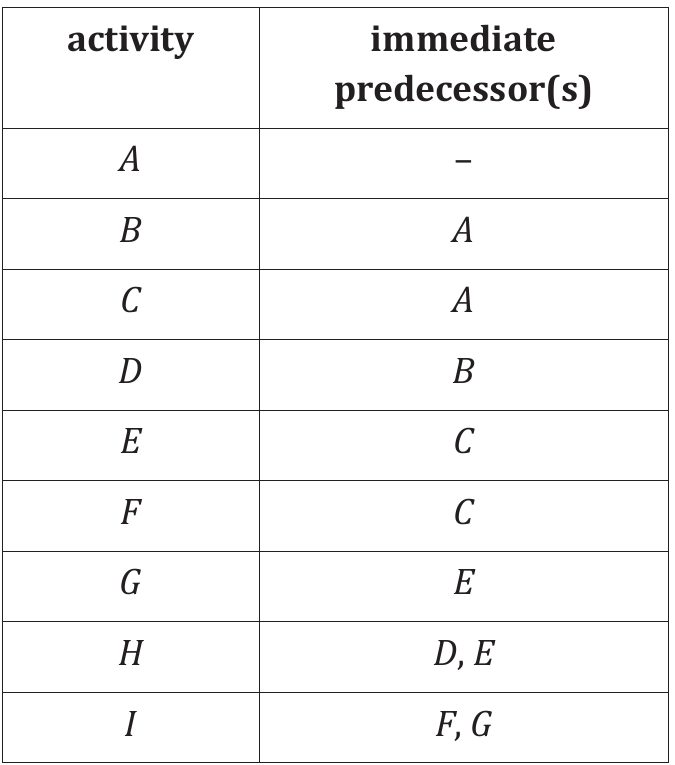 activity immediate
predecessor(s)
A –
B A
C A
D B
E C
F C
G E
H D, E
I F, G